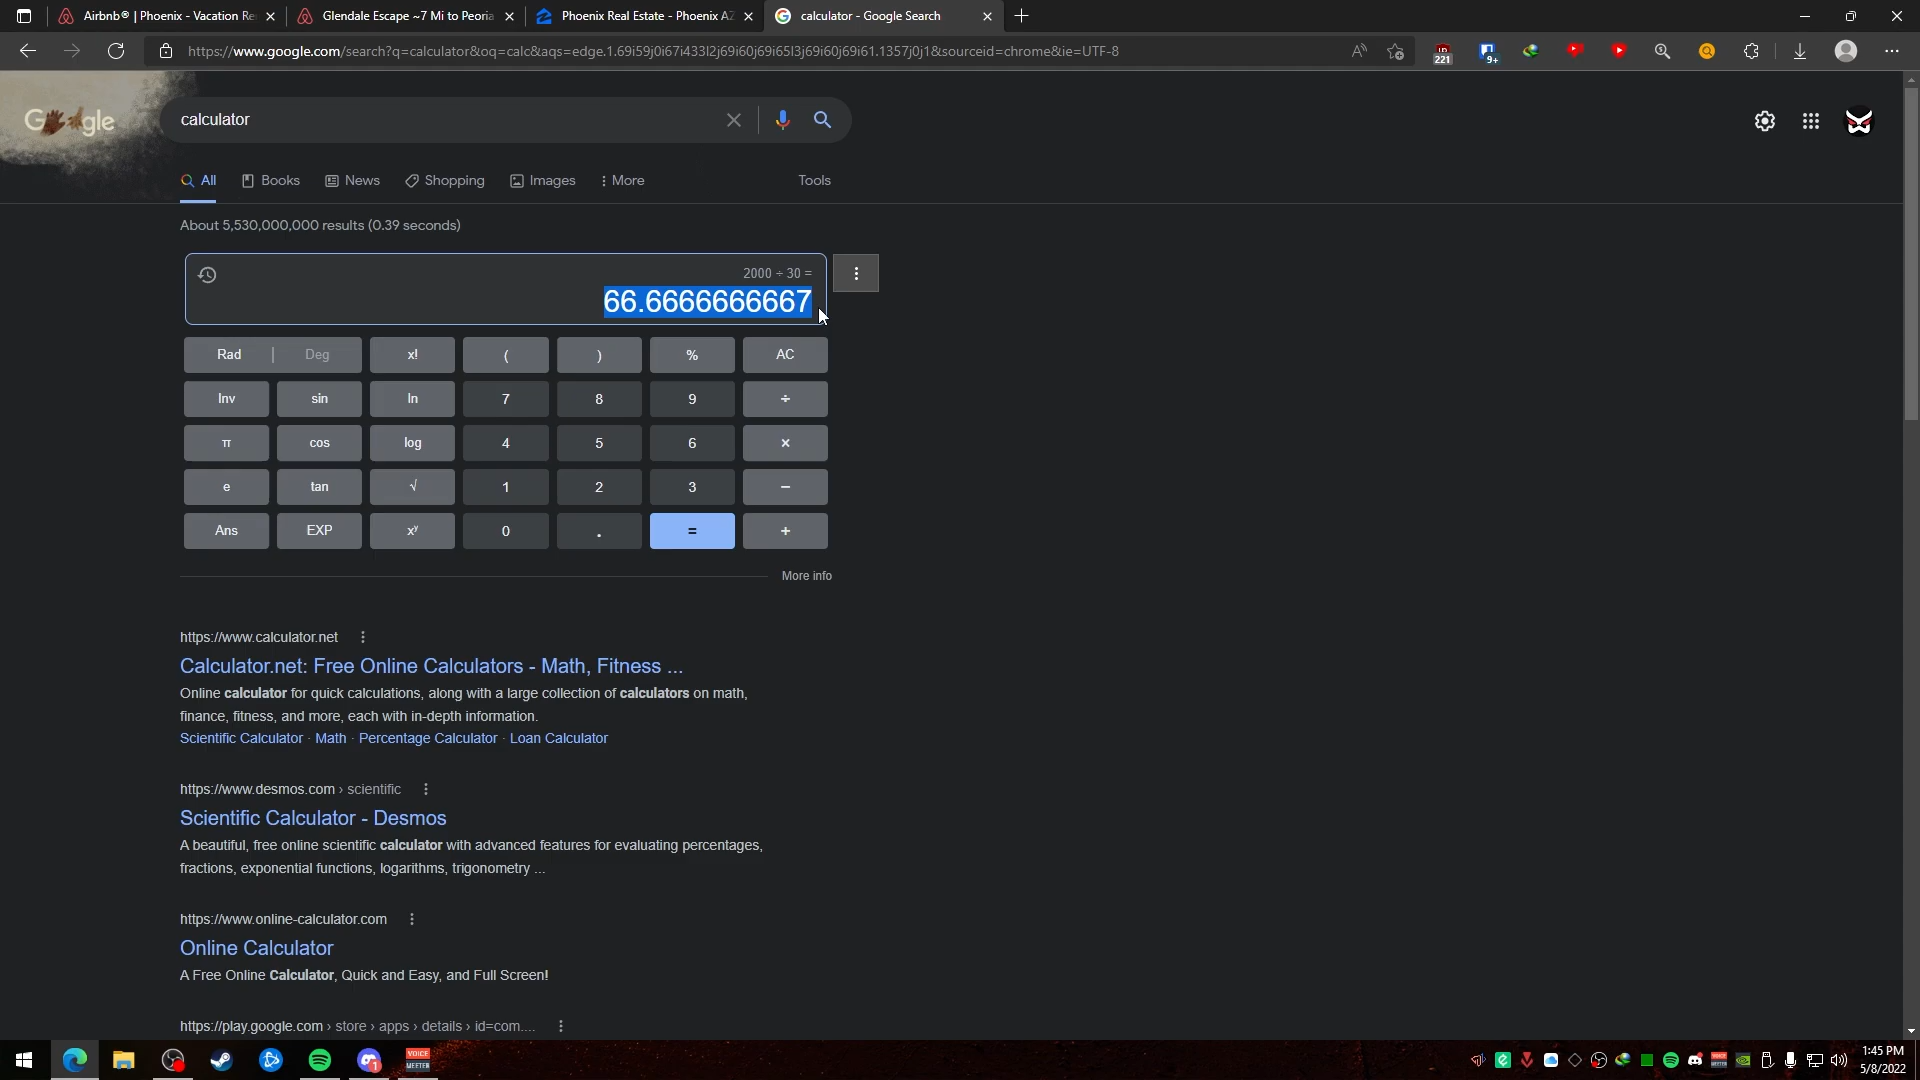 Airbnb® | Phoenix - Vacation Re
Glendale Escape ~7 Mi to Peoria
Phoenix Real Estate - Phoenix AZ
calculator - Google Search
https://www.google.com/search?q=calculator&oq=calc&aqs=edge.1.69i59j0i67i433l2j69i60j69i65l3j69i60j69i61.1357j0j1&sourceid=chrome&ie=UTF-8
221
9+
calculator
All Books News Shopping Images More Tools
About 5,530,000,000 results (0.39 seconds)
2000 ÷ 30 =
66.6666666667
Rad | Deg x! ( ) % AC
Inv sin ln 7 8 9 ÷
π cos log 4 5 6 ×
e tan √ 1 2 3 −
Ans EXP xʸ 0 . = +
More info
https://www.calculator.net
Calculator.net: Free Online Calculators - Math, Fitness ...
Online calculator for quick calculations, along with a large collection of calculators on math,
finance, fitness, and more, each with in-depth information.
Scientific Calculator · Math · Percentage Calculator · Loan Calculator
https://www.desmos.com › scientific
Scientific Calculator - Desmos
A beautiful, free online scientific calculator with advanced features for evaluating percentages,
fractions, exponential functions, logarithms, trigonometry ...
https://www.online-calculator.com
Online Calculator
A Free Online Calculator, Quick and Easy, and Full Screen!
https://play.google.com › store › apps › details › id=com....
VOICE
MEETER
1:45 PM
5/8/2022